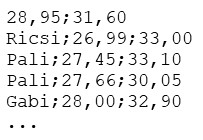 28,95;31,60
Ricsi;26,99;33,00
Pali;27,45;33,10
Pali;27,66;30,05
Gabi;28,00;32,90
...